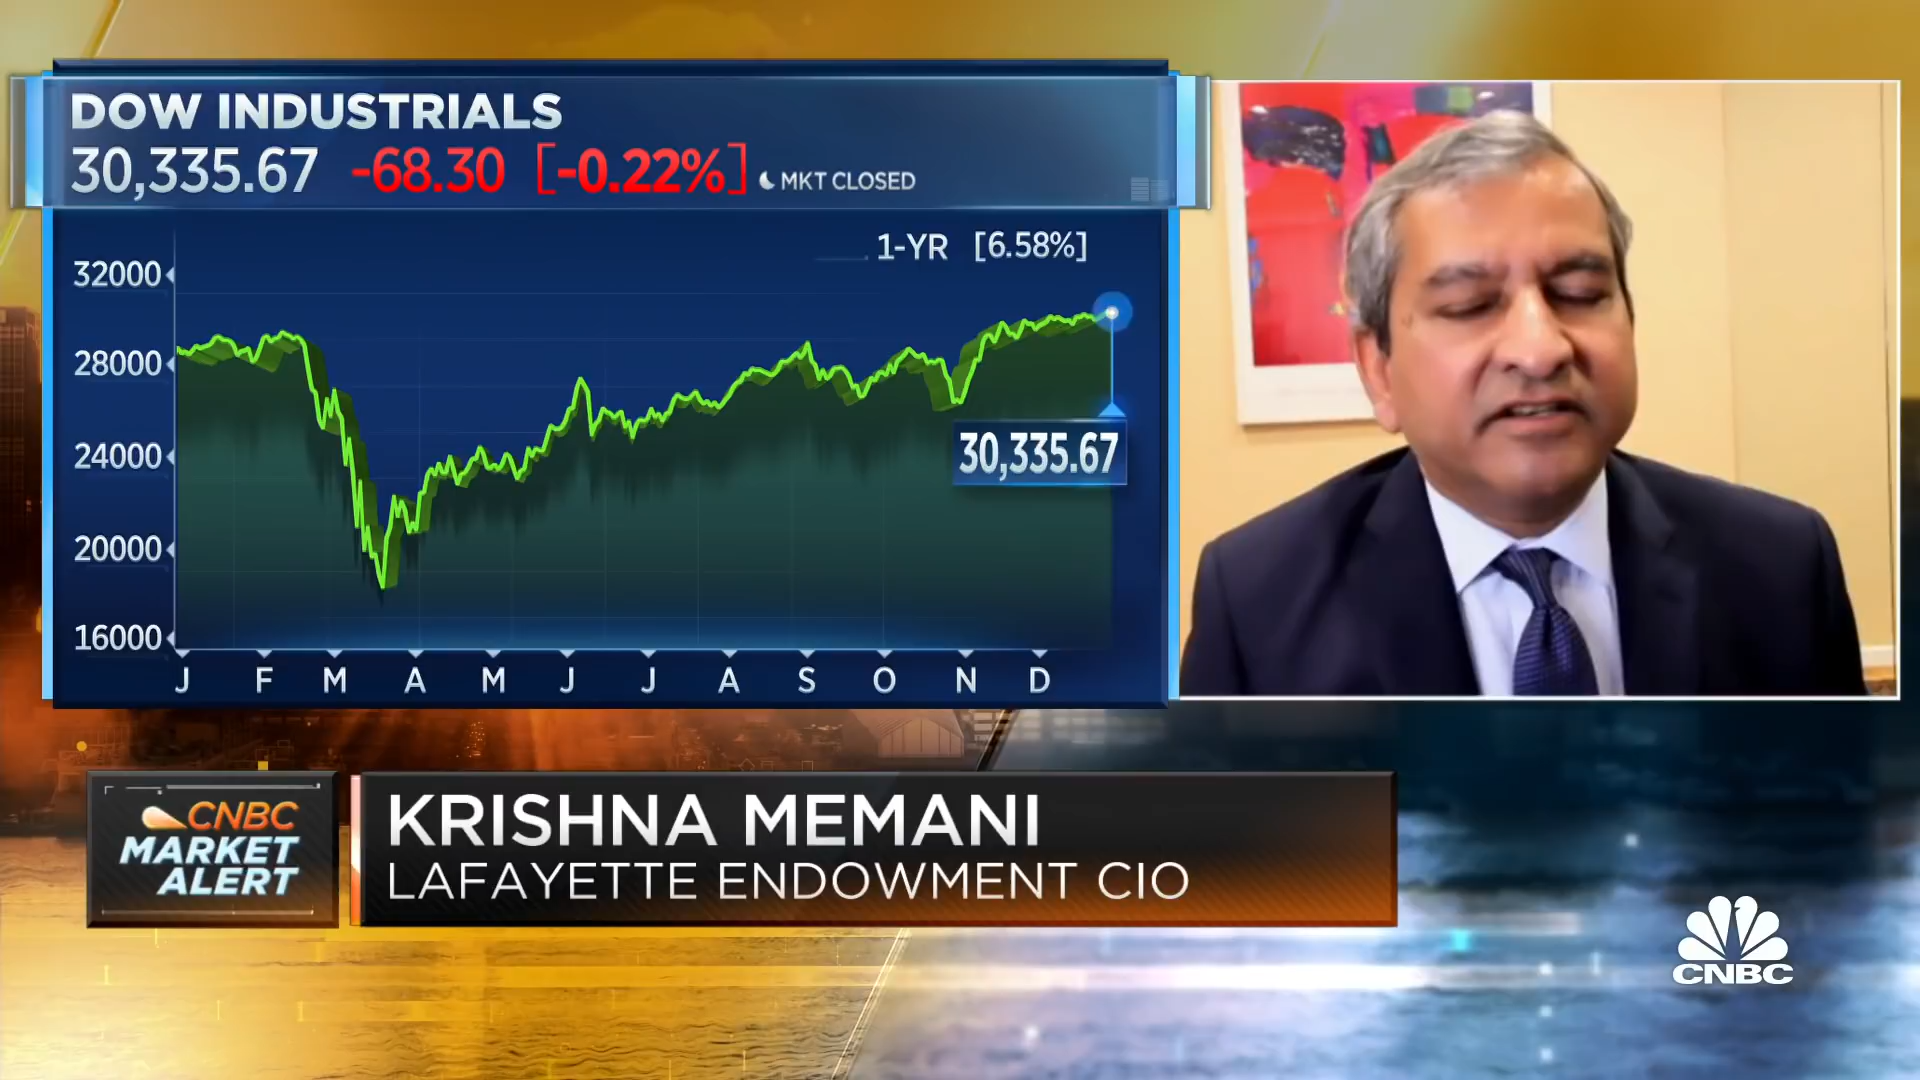 DOW INDUSTRIALS
30,335.67 -68.30 [-0.22%] MKT CLOSED
1-YR [6.58%]
32000
28000
24000
20000
16000
30,335.67
J F M A M J J A S O N D
CNBC
MARKET
ALERT
KRISHNA MEMANI
LAFAYETTE ENDOWMENT CIO
CNBC